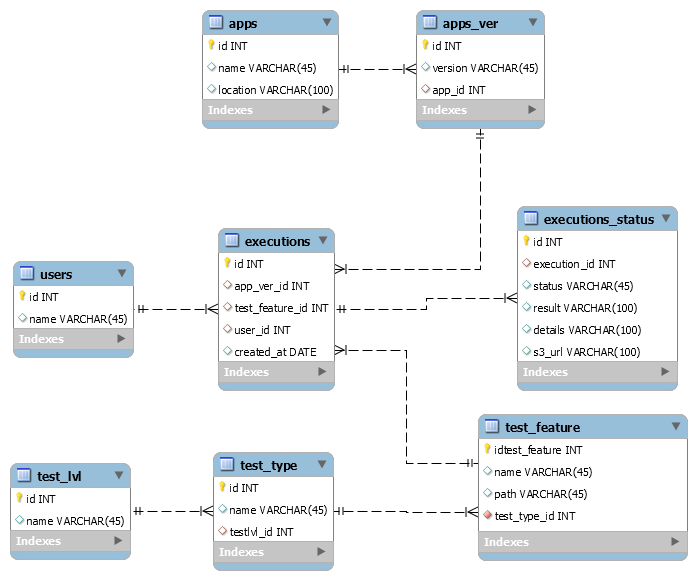 apps
id INT
name VARCHAR(45)
location VARCHAR(100)
Indexes
apps_ver
id INT
version VARCHAR(45)
app_id INT
Indexes
users
id INT
name VARCHAR(45)
Indexes
executions
id INT
app_ver_id INT
test_feature_id INT
user_id INT
created_at DATE
Indexes
executions_status
id INT
execution_id INT
status VARCHAR(45)
result VARCHAR(100)
details VARCHAR(100)
s3_url VARCHAR(100)
Indexes
test_lvl
id INT
name VARCHAR(45)
Indexes
test_type
id INT
name VARCHAR(45)
testlvl_id INT
Indexes
test_feature
idtest_feature INT
name VARCHAR(45)
path VARCHAR(45)
test_type_id INT
Indexes